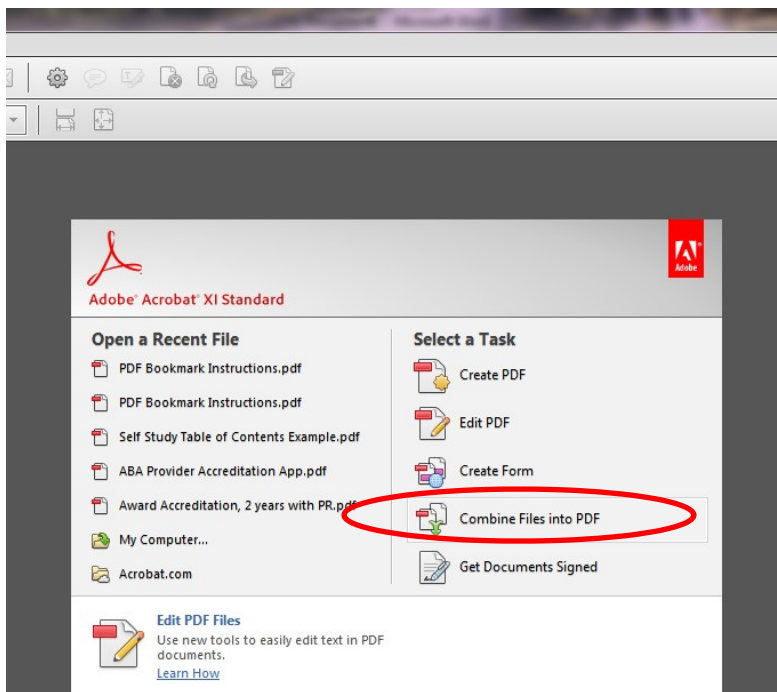 Adobe
Adobe® Acrobat® XI Standard
Open a Recent File
PDF Bookmark Instructions.pdf
PDF Bookmark Instructions.pdf
Self Study Table of Contents Example.pdf
ABA Provider Accreditation App.pdf
Award Accreditation, 2 years with PR.pdf
My Computer...
Acrobat.com
Select a Task
Create PDF
Edit PDF
Create Form
Combine Files into PDF
Get Documents Signed
Edit PDF Files
Use new tools to easily edit text in PDF
documents.
Learn How